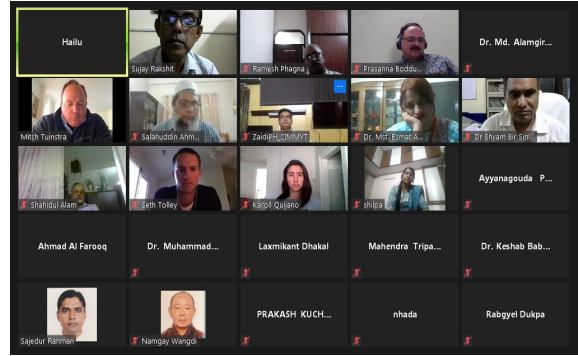 Hailu
Sujay Rakshit
Ramesh Phagna
Prasanna Boddu...
Dr. Md. Alamgir...
Mitch Tuinstra
Salahuddin Ahm...
ZaidiPH_CIMMYT
Dr. Mst. Esmat A...
Dr Shyam Bir Sin...
Shahidul Alam
Seth Tolley
Karoll Quijano
shilpa
Ayyanagouda P...
Ahmad Al Farooq
Dr. Muhammad...
Laxmikant Dhakal
Mahendra Tripa...
Dr. Keshab Bab...
Sajedur Rahman
Namgay Wangdi
PRAKASH KUCH...
nhada
Rabgyel Dukpa